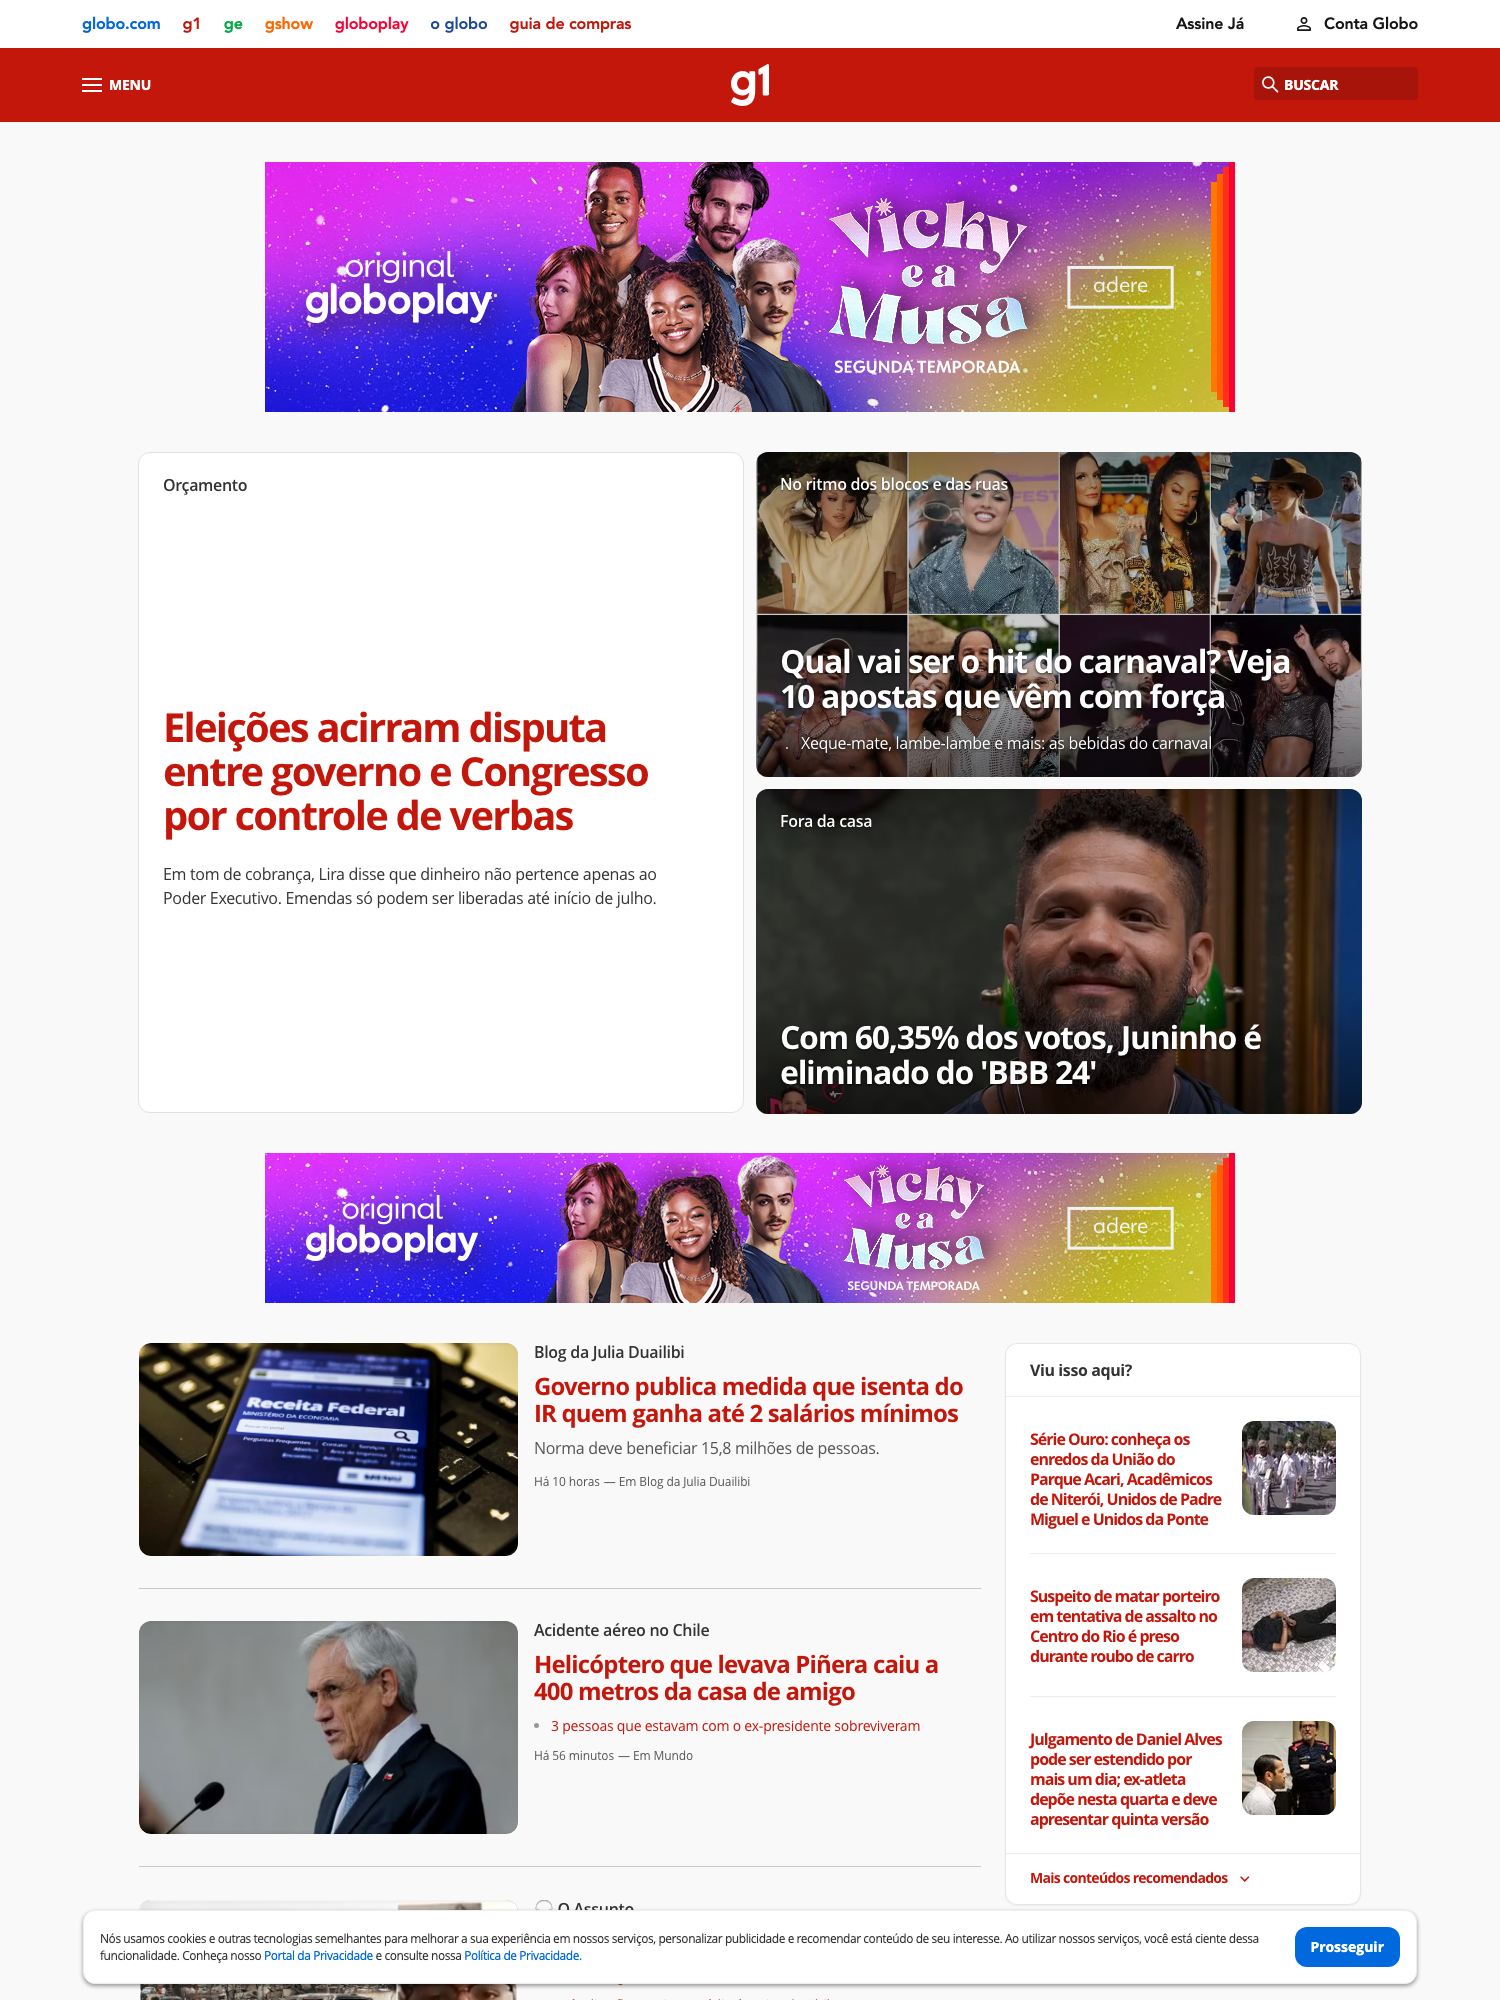 globo.com g1 ge gshow globoplay o globo guia de compras Assine Já Conta Globo
MENU g1 BUSCAR
original
globoplay
Vicky
e a
Musa
SEGUNDA TEMPORADA
adere
Orçamento
Eleições acirram disputa
entre governo e Congresso
por controle de verbas
Em tom de cobrança, Lira disse que dinheiro não pertence apenas ao
Poder Executivo. Emendas só podem ser liberadas até início de julho.
No ritmo dos blocos e das ruas
Qual vai ser o hit do carnaval? Veja
10 apostas que vêm com força
. Xeque-mate, lambe-lambe e mais: as bebidas do carnaval
Fora da casa
Com 60,35% dos votos, Juninho é
eliminado do 'BBB 24'
original
globoplay
Vicky
e a
Musa
SEGUNDA TEMPORADA
adere
Receita Federal
MINISTÉRIO DA ECONOMIA
MENU
Blog da Julia Duailibi
Governo publica medida que isenta do
IR quem ganha até 2 salários mínimos
Norma deve beneficiar 15,8 milhões de pessoas.
Há 10 horas — Em Blog da Julia Duailibi
Acidente aéreo no Chile
Helicóptero que levava Piñera caiu a
400 metros da casa de amigo
• 3 pessoas que estavam com o ex-presidente sobreviveram
Há 56 minutos — Em Mundo
O Assunto
Viu isso aqui?
Série Ouro: conheça os
enredos da União do
Parque Acari, Acadêmicos
de Niterói, Unidos de Padre
Miguel e Unidos da Ponte
Suspeito de matar porteiro
em tentativa de assalto no
Centro do Rio é preso
durante roubo de carro
Julgamento de Daniel Alves
pode ser estendido por
mais um dia; ex-atleta
depõe nesta quarta e deve
apresentar quinta versão
Mais conteúdos recomendados
Nós usamos cookies e outras tecnologias semelhantes para melhorar a sua experiência em nossos serviços, personalizar publicidade e recomendar conteúdo de seu interesse. Ao utilizar nossos serviços, você está ciente dessa
funcionalidade. Conheça nosso Portal da Privacidade e consulte nossa Política de Privacidade.
Prosseguir